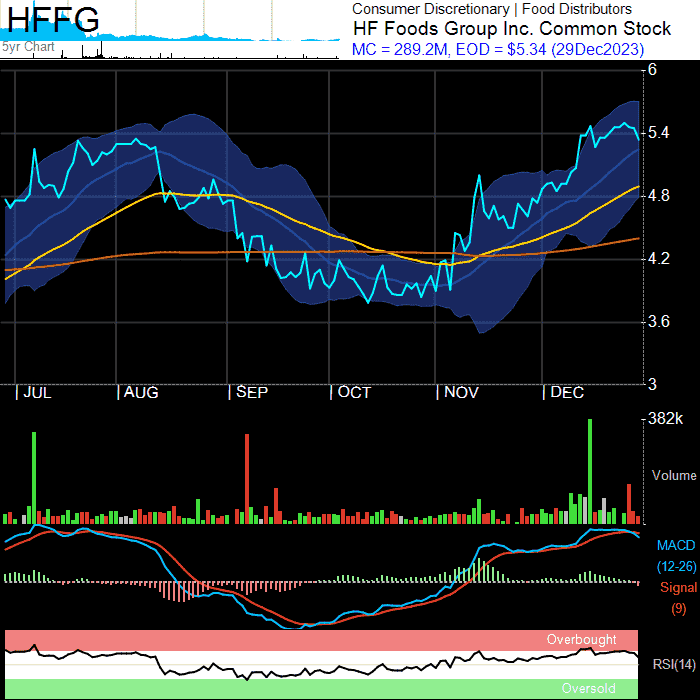 HFFG
5yr Chart
Consumer Discretionary | Food Distributors
HF Foods Group Inc. Common Stock
MC = 289.2M, EOD = $5.34 (29Dec2023)
6
5.4
4.8
4.2
3.6
3
| JUL | AUG | SEP | OCT | NOV | DEC
382k
Volume
MACD
(12-26)
Signal
(9)
Overbought
RSI(14)
Oversold